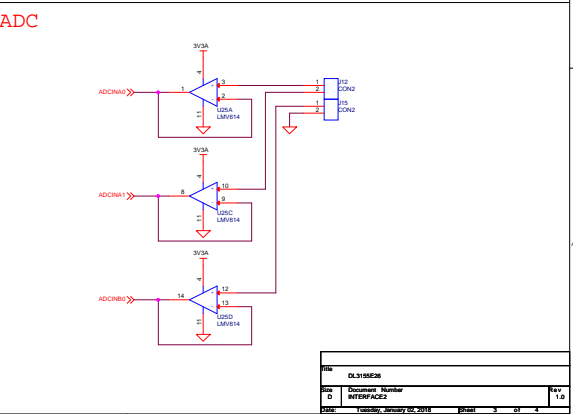 ADC
3V3A
4
ADCINA0
1
3
2
11
U25A
LMV614
1
2
J12
CON2
1
2
J15
CON2
3V3A
4
ADCINA1
8
10
9
11
U25C
LMV614
3V3A
4
ADCINB0
14
12
13
11
U25D
LMV614
Title
DL3155E26
Size
D
Document Number
INTERFACE2
Rev
1.0
Date: Tuesday, January 02, 2018 Sheet 3 of 4